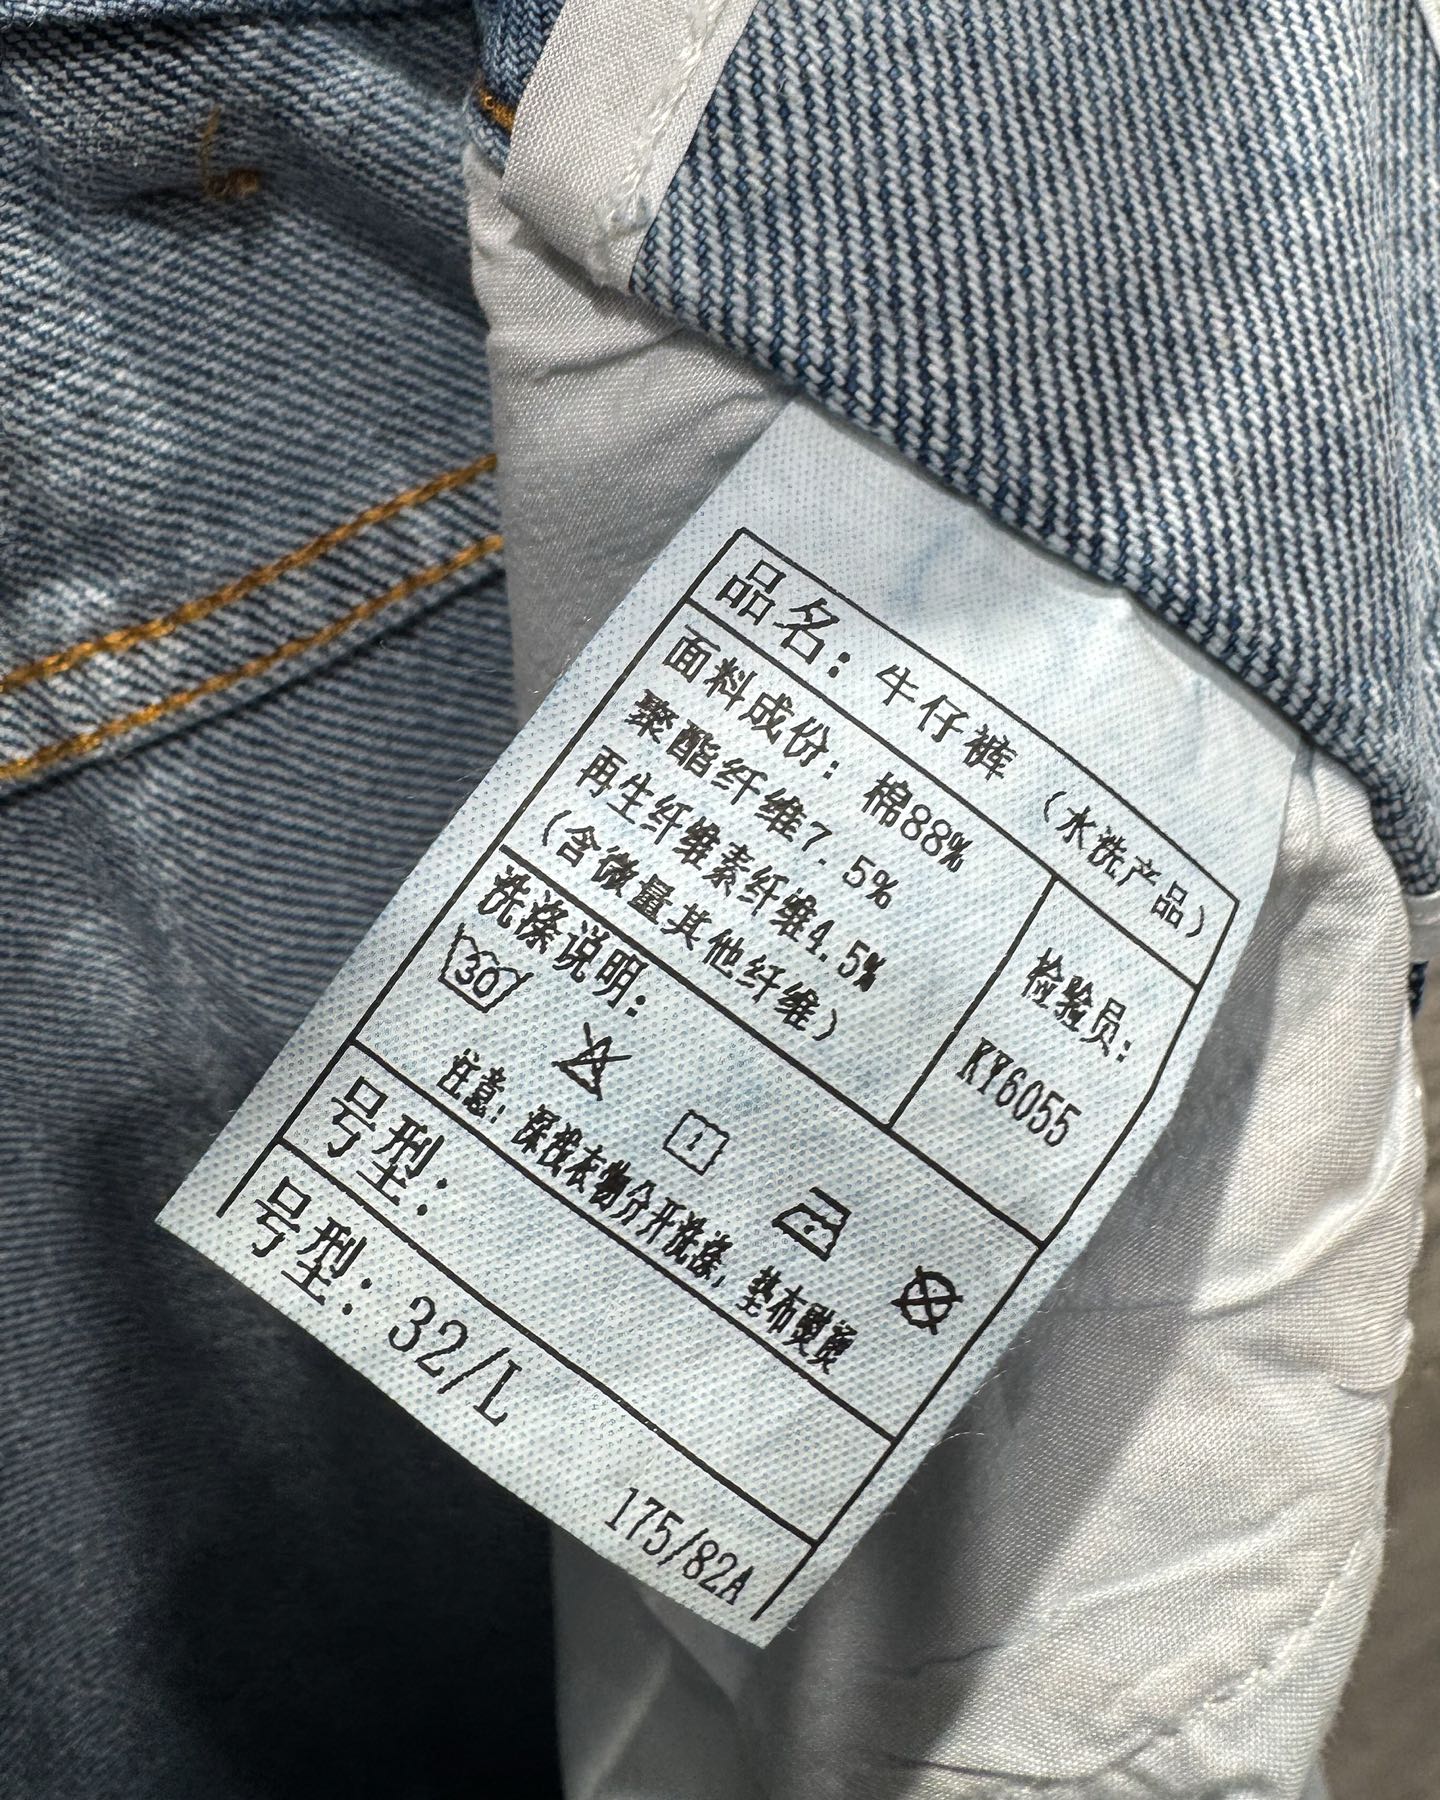 品名：牛仔裤（水洗产品）
面料成份：棉88%
聚酯纤维7.5%
再生纤维素纤维4.5%
（含微量其他纤维）
检验员：
KY6055
洗涤说明：
30
注意：深浅衣物分开洗涤，垫布熨烫
号型：
号型：32/L
175/82A